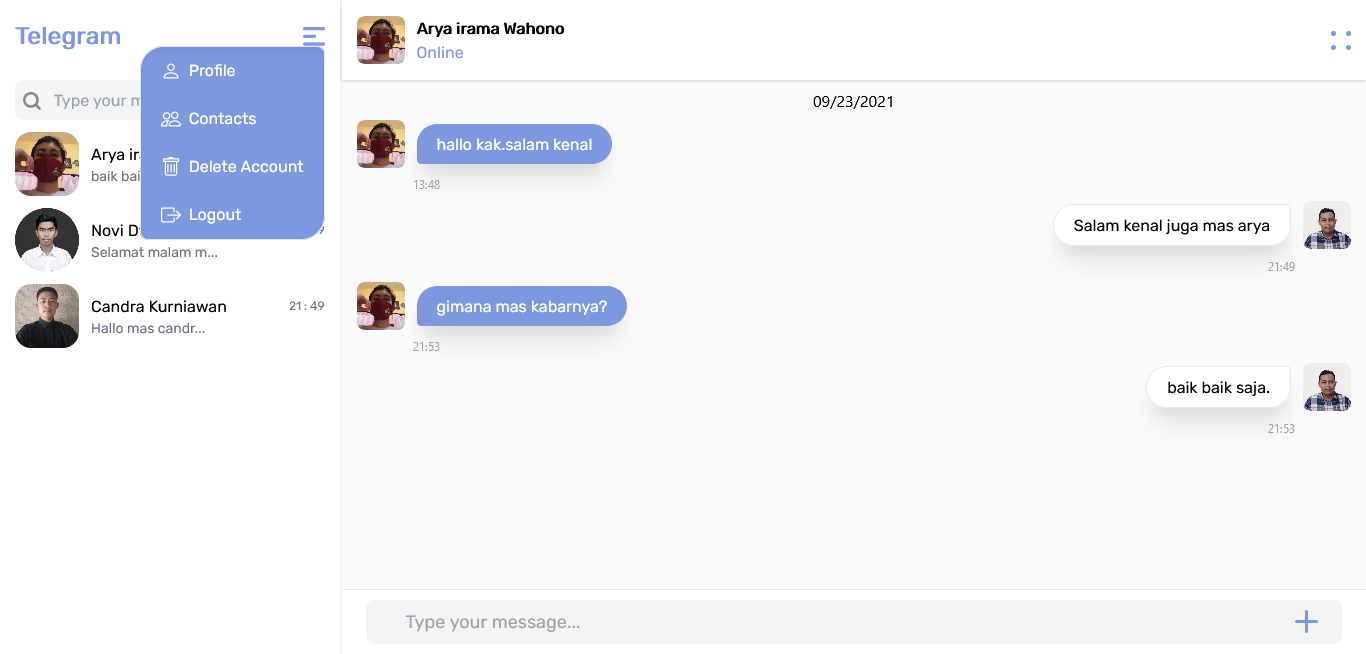 Telegram
Profile
Contacts
Delete Account
Logout
Type your m
Arya ir
baik bai
Novi D
9
Selamat malam m...
Candra Kurniawan
21:49
Hallo mas candr...
Arya irama Wahono
Online
09/23/2021
hallo kak.salam kenal
13:48
Salam kenal juga mas arya
21:49
gimana mas kabarnya?
21:53
baik baik saja.
21:53
Type your message...